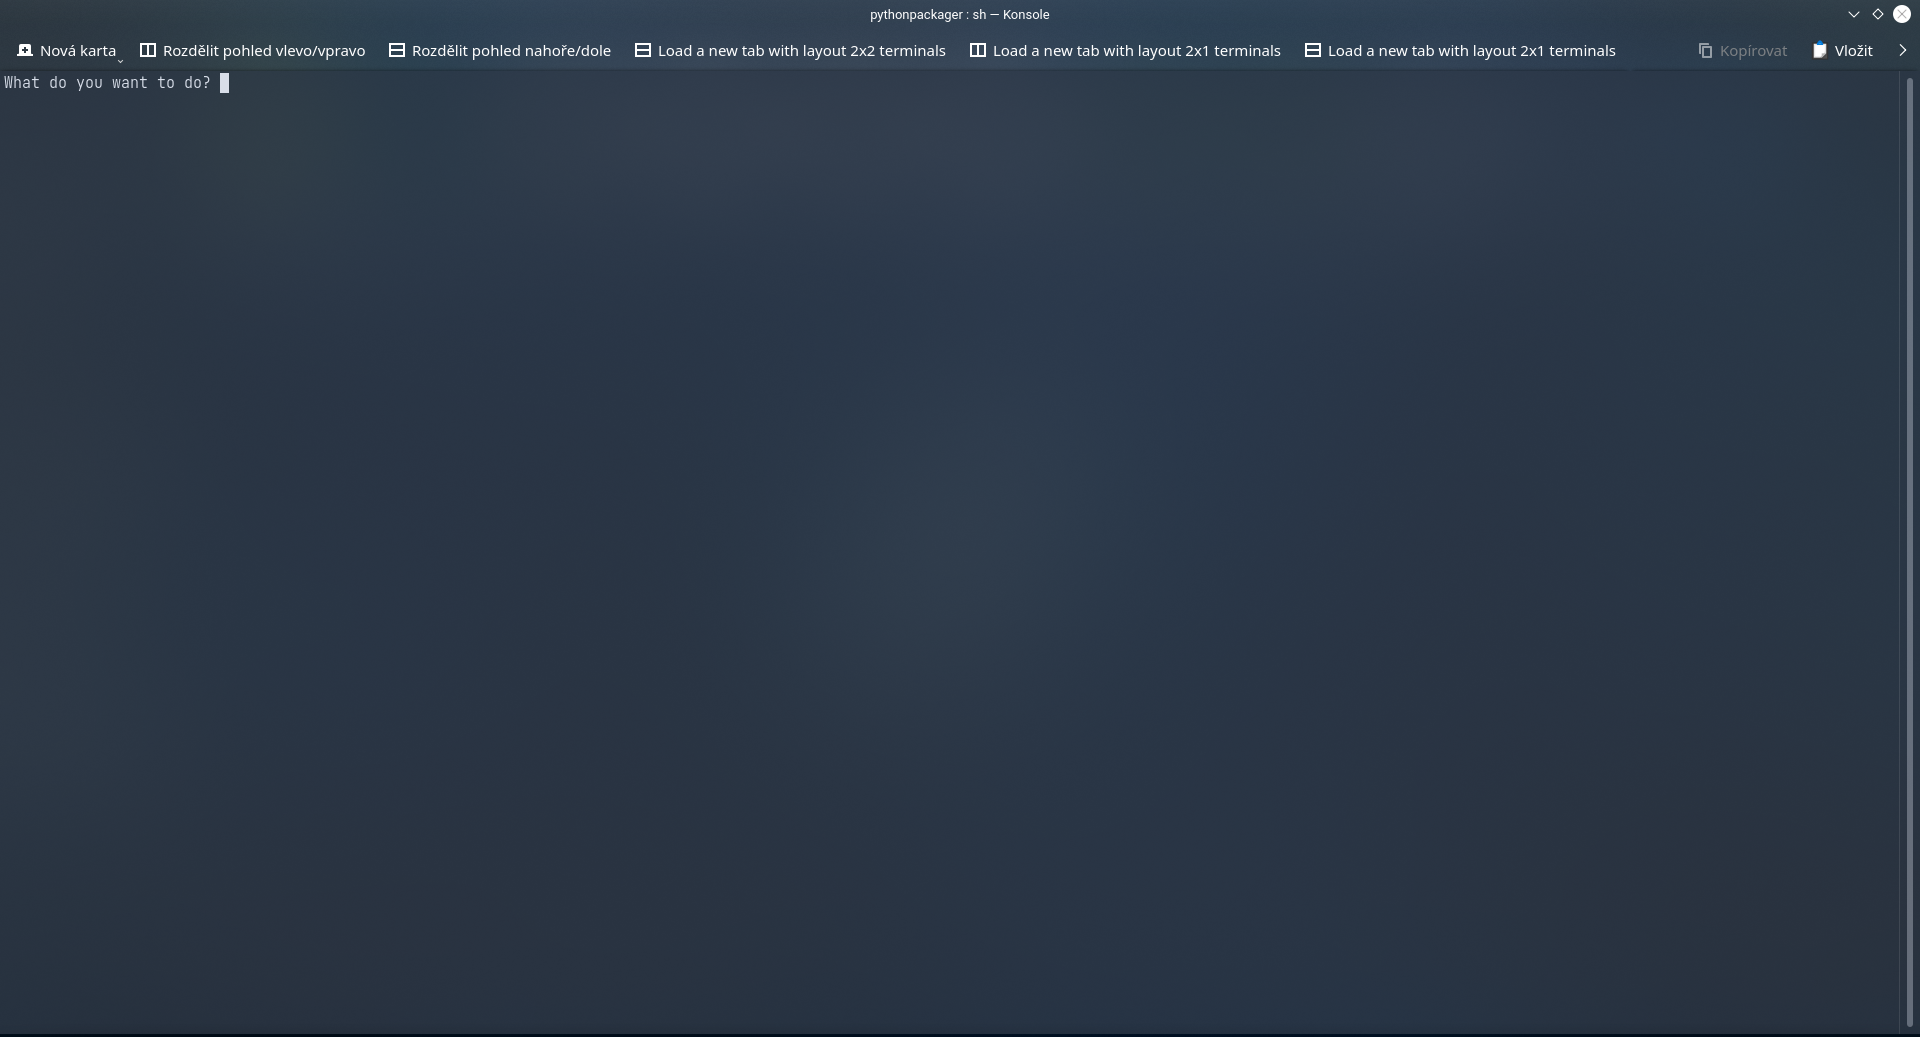 pythonpackager : sh — Konsole
Nová karta Rozdělit pohled vlevo/vpravo Rozdělit pohled nahoře/dole Load a new tab with layout 2x2 terminals Load a new tab with layout 2x1 terminals Load a new tab with layout 2x1 terminals Kopírovat Vložit
What do you want to do?